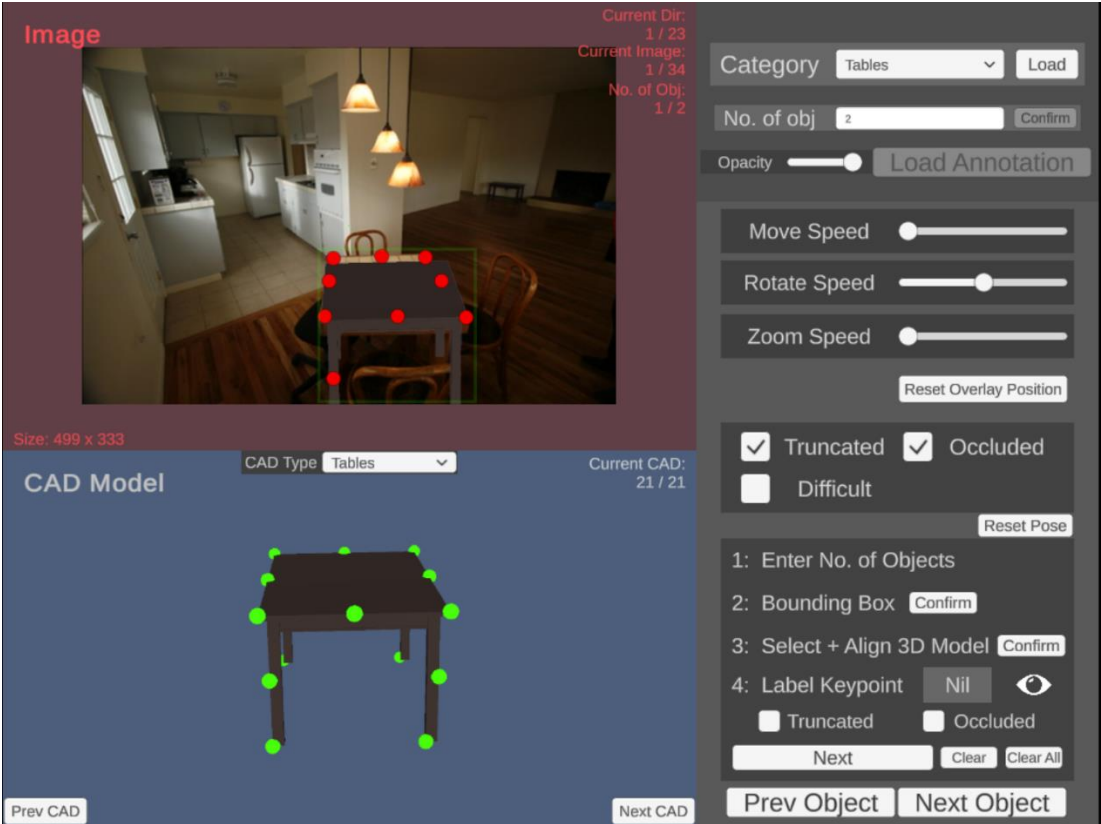 Image
Current Dir:
1 / 23
Current Image:
1 / 34
No. of Obj:
1 / 2
Size: 499 x 333
CAD Type Tables
CAD Model
Current CAD:
21 / 21
Prev CAD
Next CAD
Category Tables Load
No. of obj 2 Confirm
Opacity Load Annotation
Move Speed
Rotate Speed
Zoom Speed
Reset Overlay Position
Truncated Occluded
Difficult
Reset Pose
1: Enter No. of Objects
2: Bounding Box Confirm
3: Select + Align 3D Model Confirm
4: Label Keypoint Nil
Truncated Occluded
Next Clear Clear All
Prev Object Next Object